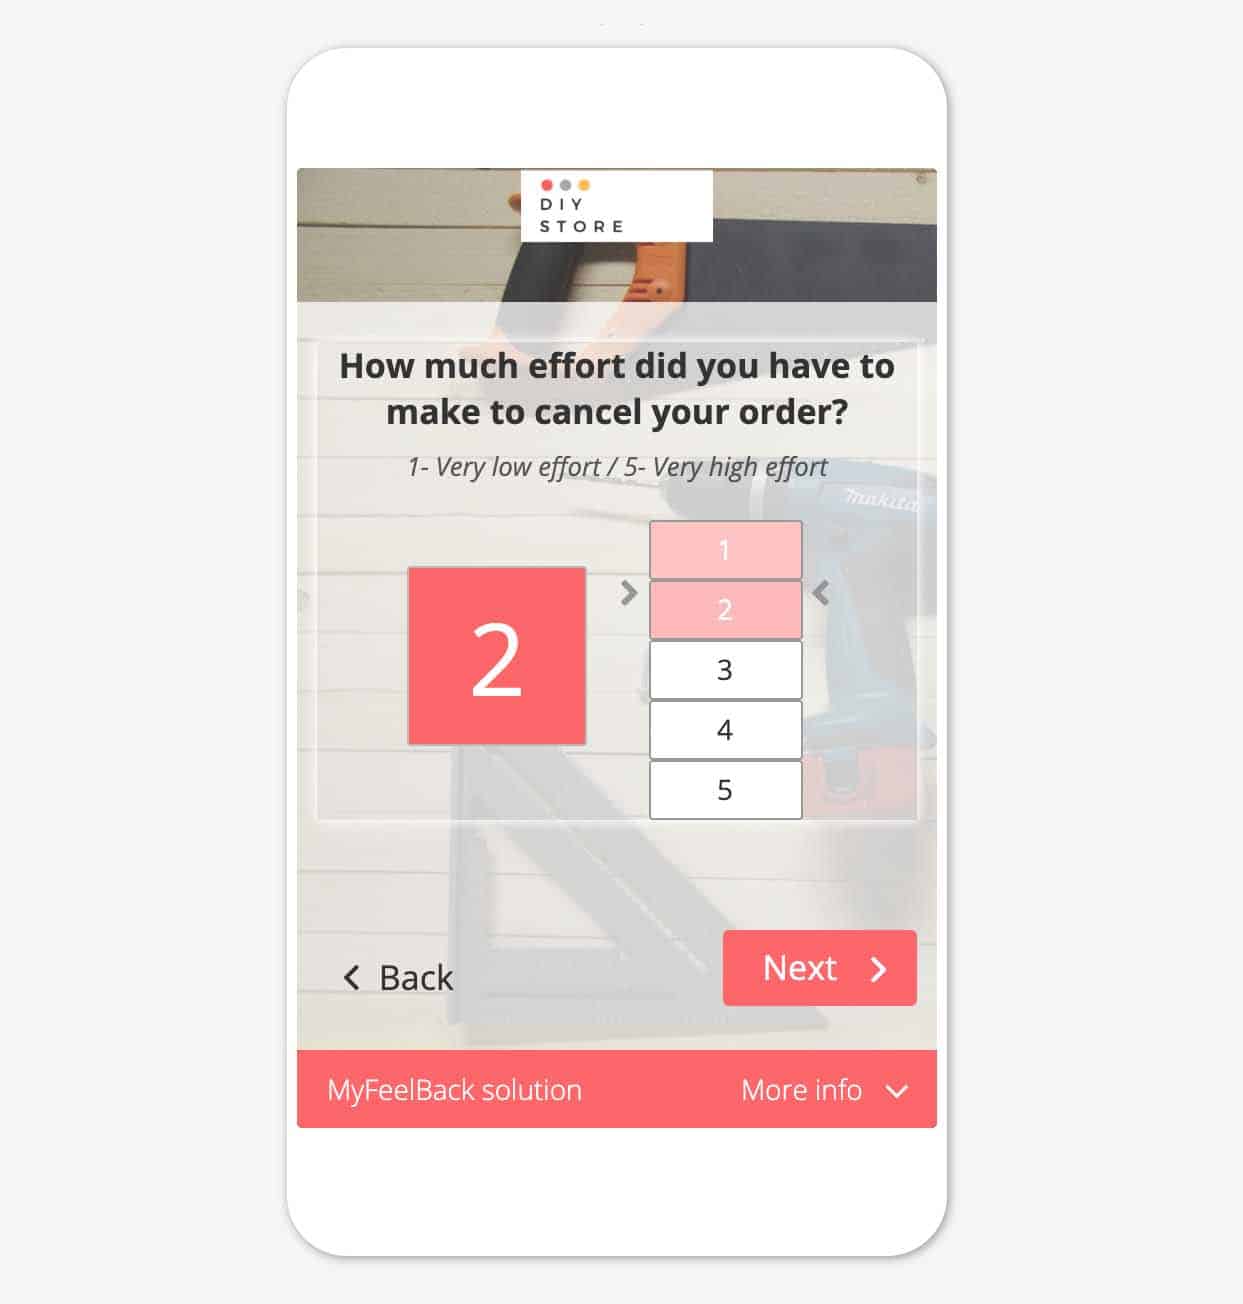 DIY
STORE
How much effort did you have to
make to cancel your order?
1- Very low effort / 5- Very high effort
makita
2
1
2
3
4
5
Back
Next
MyFeelBack solution
More info